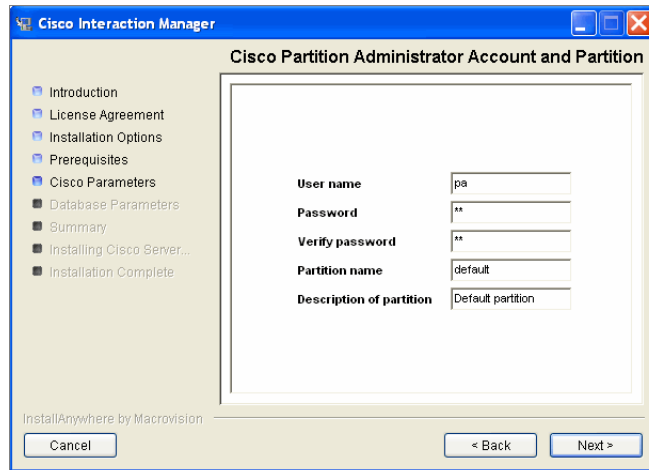 Cisco Interaction Manager
Cisco Partition Administrator Account and Partition
Introduction
License Agreement
Installation Options
Prerequisites
Cisco Parameters
Database Parameters
Summary
Installing Cisco Server...
Installation Complete
User name pa
Password **
Verify password **
Partition name default
Description of partition Default partition
InstallAnywhere by Macrovision
Cancel < Back Next >